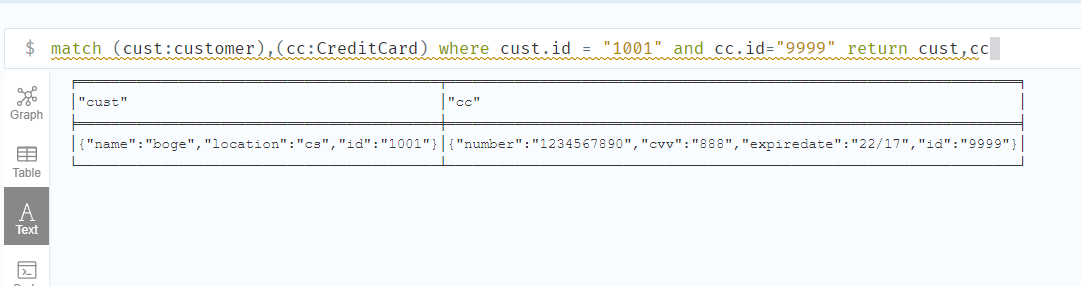 $ match (cust:customer),(cc:CreditCard) where cust.id = "1001" and cc.id="9999" return cust,cc
Graph
Table
A
Text
"cust" "cc"
{"name":"boge","location":"cs","id":"1001"} {"number":"1234567890","cvv":"888","expiredate":"22/17","id":"9999"}